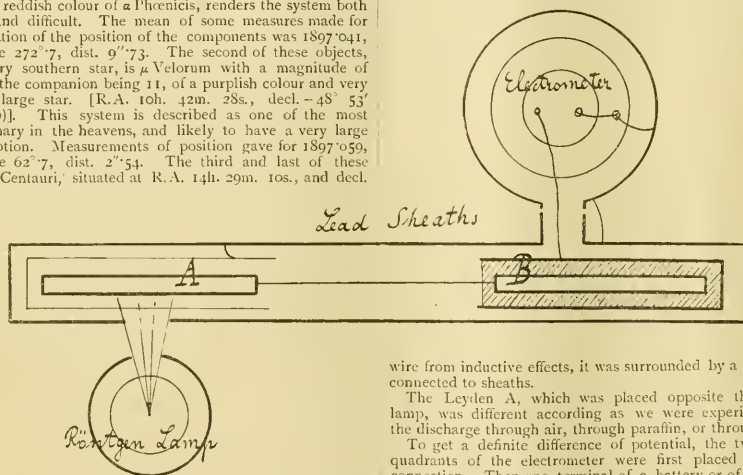 reddish colour of α Phœnicis, renders the system both
nd difficult. The mean of some measures made for
tion of the position of the components was 1897·041,
e 272°·7, dist. 9″·73. The second of these objects,
ry southern star, is μ Velorum with a magnitude of
the companion being 11, of a purplish colour and very
large star. [R.A. 10h. 42m. 28s., decl. – 48° 53′
)]. This system is described as one of the most
nary in the heavens, and likely to have a very large
otion. Measurements of position gave for 1897·059,
e 62°·7, dist. 2″·54. The third and last of these
Centauri,' situated at R.A. 14h. 29m. 10s., and decl.
Electrometer
Lead Sheaths
A
B
Röntgen Lamp
wire from inductive effects, it was surrounded by a
connected to sheaths.
The Leyden A, which was placed opposite th
lamp, was different according as we were experi
the discharge through air, through paraffin, or throu
To get a definite difference of potential, the tw
quadrants of the electrometer were first placed